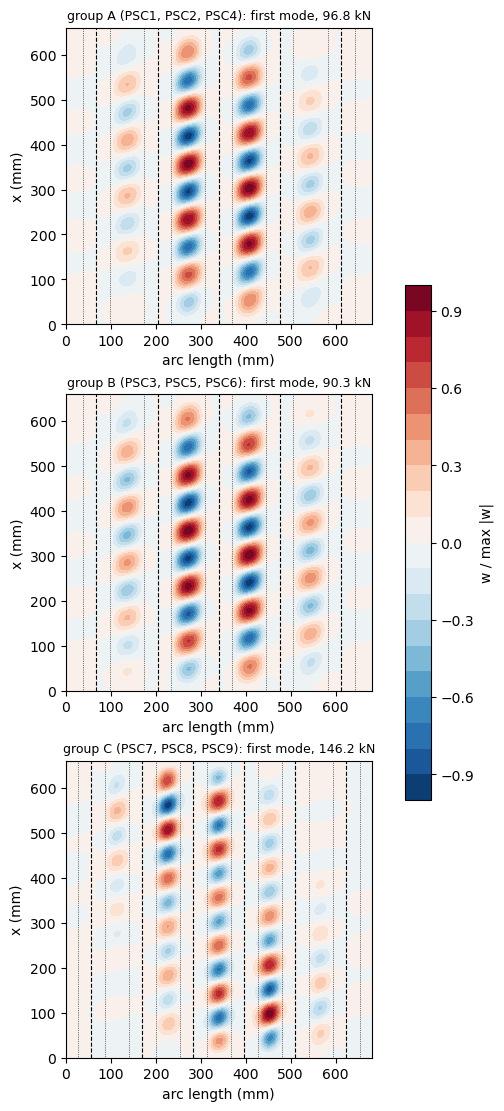 group A (PSC1, PSC2, PSC4): first mode, 96.8 kN
600
500
400
300
200
100
0
x (mm)
0 100 200 300 400 500 600
arc length (mm)
group B (PSC3, PSC5, PSC6): first mode, 90.3 kN
600
500
400
300
200
100
0
x (mm)
0 100 200 300 400 500 600
arc length (mm)
group C (PSC7, PSC8, PSC9): first mode, 146.2 kN
600
500
400
300
200
100
0
x (mm)
0 100 200 300 400 500 600
arc length (mm)
0.9
0.6
0.3
0.0
−0.3
−0.6
−0.9
w / max |w|